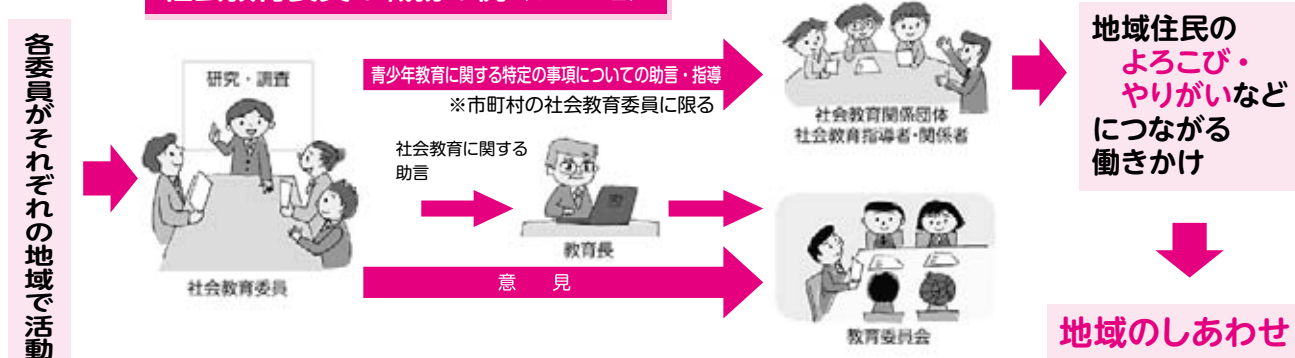 各委員がそれぞれの地域で活動
研究・調査
社会教育委員
青少年教育に関する特定の事項についての助言・指導
※市町村の社会教育委員に限る
社会教育に関する
助言
教育長
意 見
社会教育関係団体
社会教育指導者・関係者
教育委員会
地域住民の
よろこび・
やりがいなど
につながる
働きかけ
地域のしあわせ